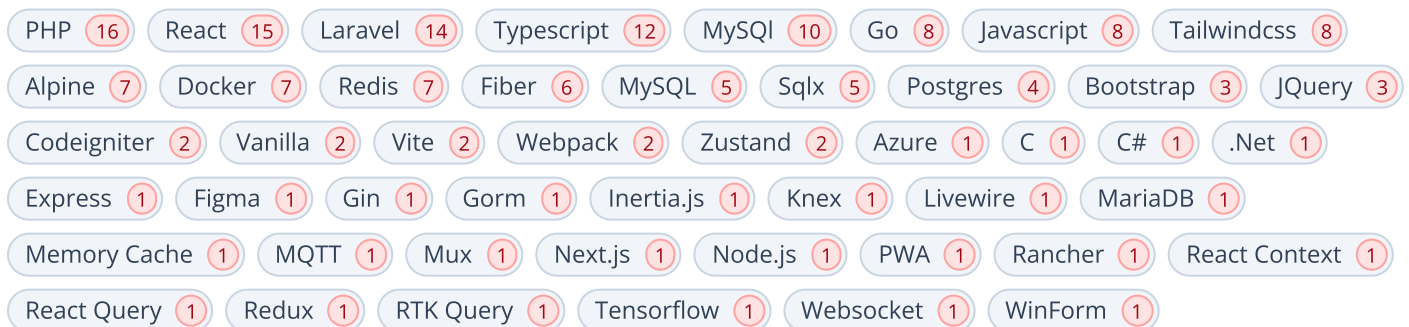 PHP 16 React 15 Laravel 14 Typescript 12 MySQl 10 Go 8 Javascript 8 Tailwindcss 8
Alpine 7 Docker 7 Redis 7 Fiber 6 MySQL 5 Sqlx 5 Postgres 4 Bootstrap 3 JQuery 3
Codeigniter 2 Vanilla 2 Vite 2 Webpack 2 Zustand 2 Azure 1 C 1 C# 1 .Net 1
Express 1 Figma 1 Gin 1 Gorm 1 Inertia.js 1 Knex 1 Livewire 1 MariaDB 1
Memory Cache 1 MQTT 1 Mux 1 Next.js 1 Node.js 1 PWA 1 Rancher 1 React Context 1
React Query 1 Redux 1 RTK Query 1 Tensorflow 1 Websocket 1 WinForm 1